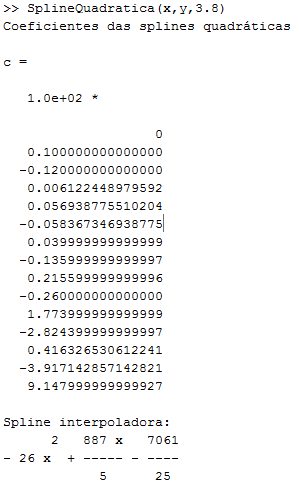 >> SplineQuadratica(x,y,3.8)
Coeficientes das splines quadráticas
c =
1.0e+02 *
0
0.100000000000000
-0.120000000000000
0.006122448979592
0.056938775510204
-0.058367346938775
0.039999999999999
-0.135999999999997
0.215599999999996
-0.260000000000000
1.773999999999999
-2.824399999999997
0.416326530612241
-3.917142857142821
9.147999999999927
Spline interpoladora:
2   887 x   7061
- 26 x  + ----- - ----
5      25